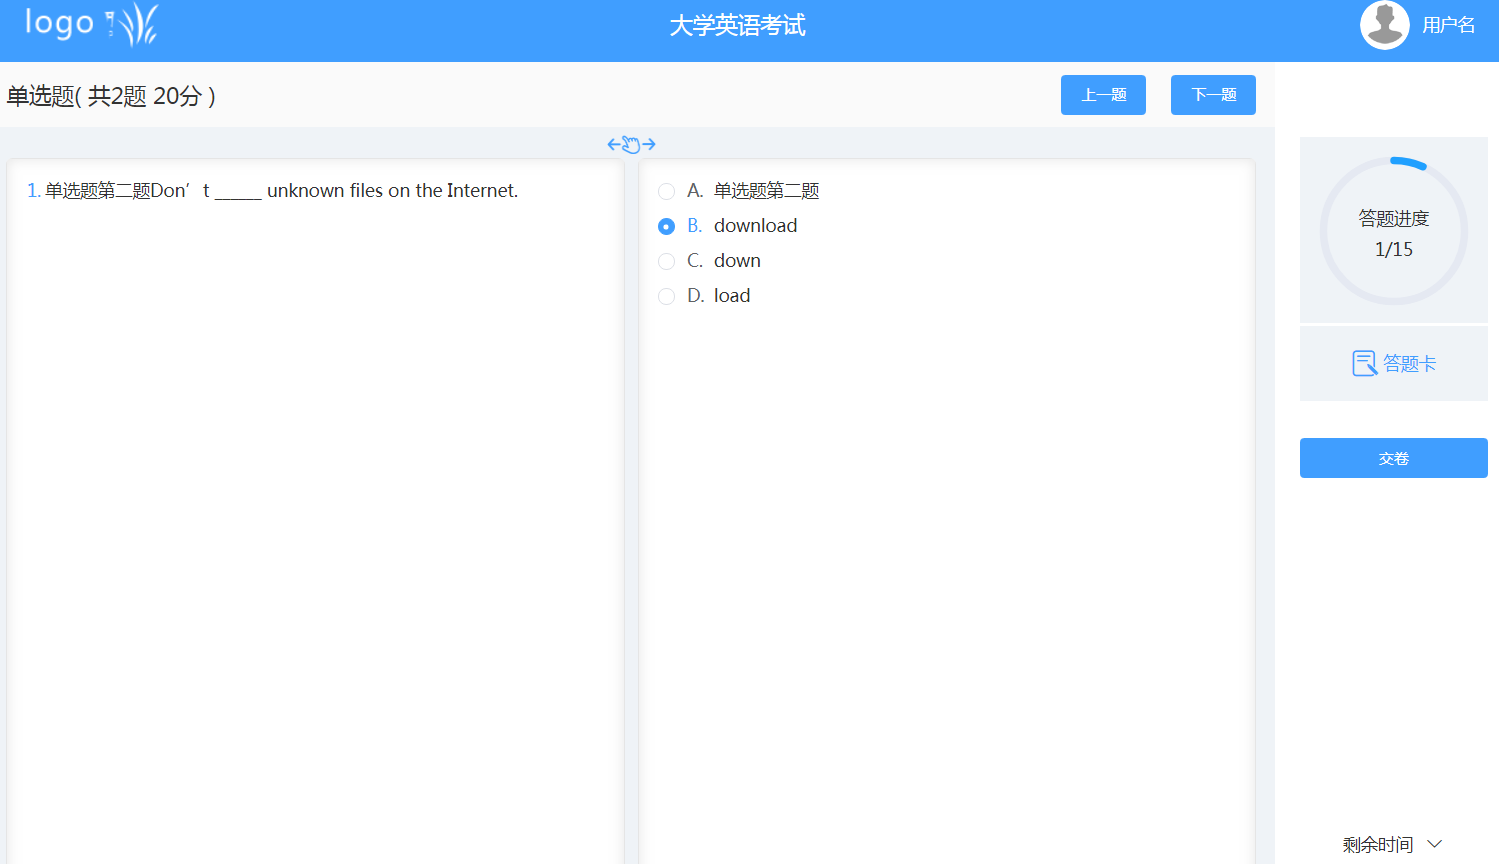 logo
大学英语考试
用户名
单选题( 共2题 20分 )
上一题
下一题
1. 单选题第二题Don’t _____ unknown files on the Internet.
A. 单选题第二题
B. download
C. down
D. load
答题进度
1/15
答题卡
交卷
剩余时间